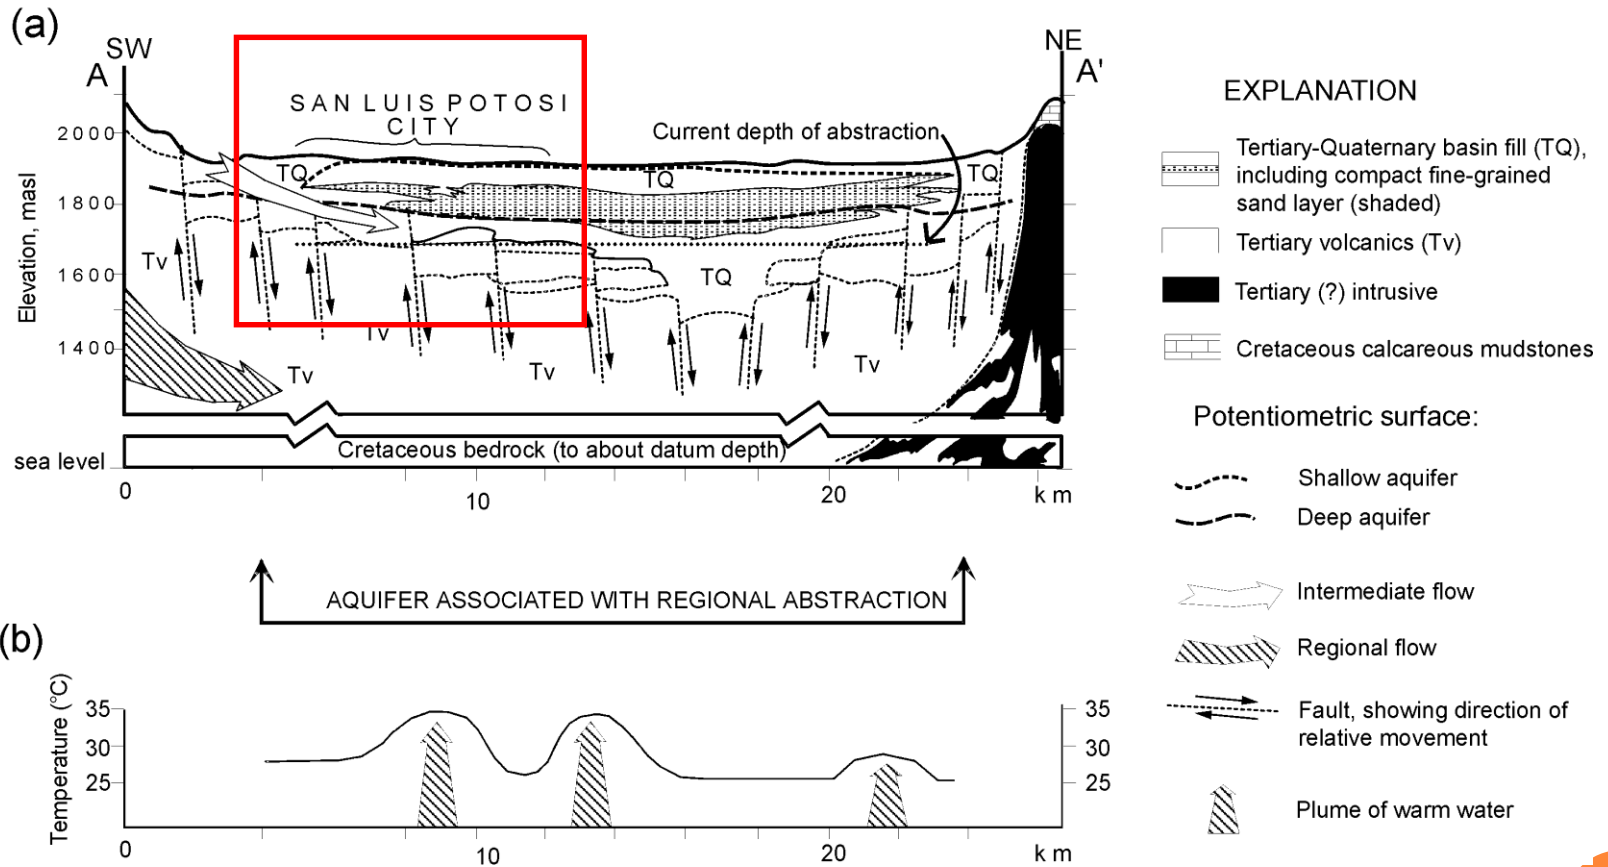 (a)
SW
A
NE
A'
SAN LUIS POTOSI
CITY
Current depth of abstraction
Elevation, masl
2000
1800
1600
1400
sea level
TQ
TQ
TQ
TQ
Tv
Tv
Tv
Tv
Tv
Cretaceous bedrock (to about datum depth)
0
10
20
km
AQUIFER ASSOCIATED WITH REGIONAL ABSTRACTION
(b)
Temperature (°C)
35
30
25
35
30
25
0
10
20
km
EXPLANATION
Tertiary-Quaternary basin fill (TQ),
including compact fine-grained
sand layer (shaded)
Tertiary volcanics (Tv)
Tertiary (?) intrusive
Cretaceous calcareous mudstones
Potentiometric surface:
Shallow aquifer
Deep aquifer
Intermediate flow
Regional flow
Fault, showing direction of
relative movement
Plume of warm water